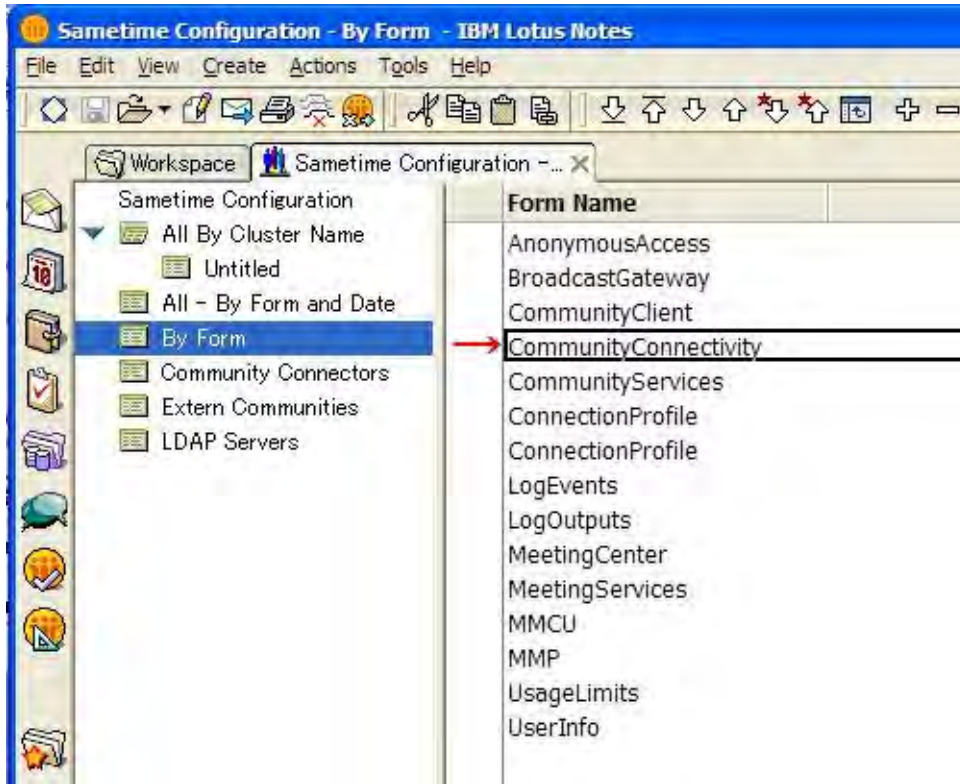 Sametime Configuration - By Form - IBM Lotus Notes
File Edit View Create Actions Tools Help
Workspace
Sametime Configuration -...
Sametime Configuration
All By Cluster Name
Untitled
All - By Form and Date
By Form
Community Connectors
Extern Communities
LDAP Servers
Form Name
AnonymousAccess
BroadcastGateway
CommunityClient
CommunityConnectivity
CommunityServices
ConnectionProfile
ConnectionProfile
LogEvents
LogOutputs
MeetingCenter
MeetingServices
MMCU
MMP
UsageLimits
UserInfo
10